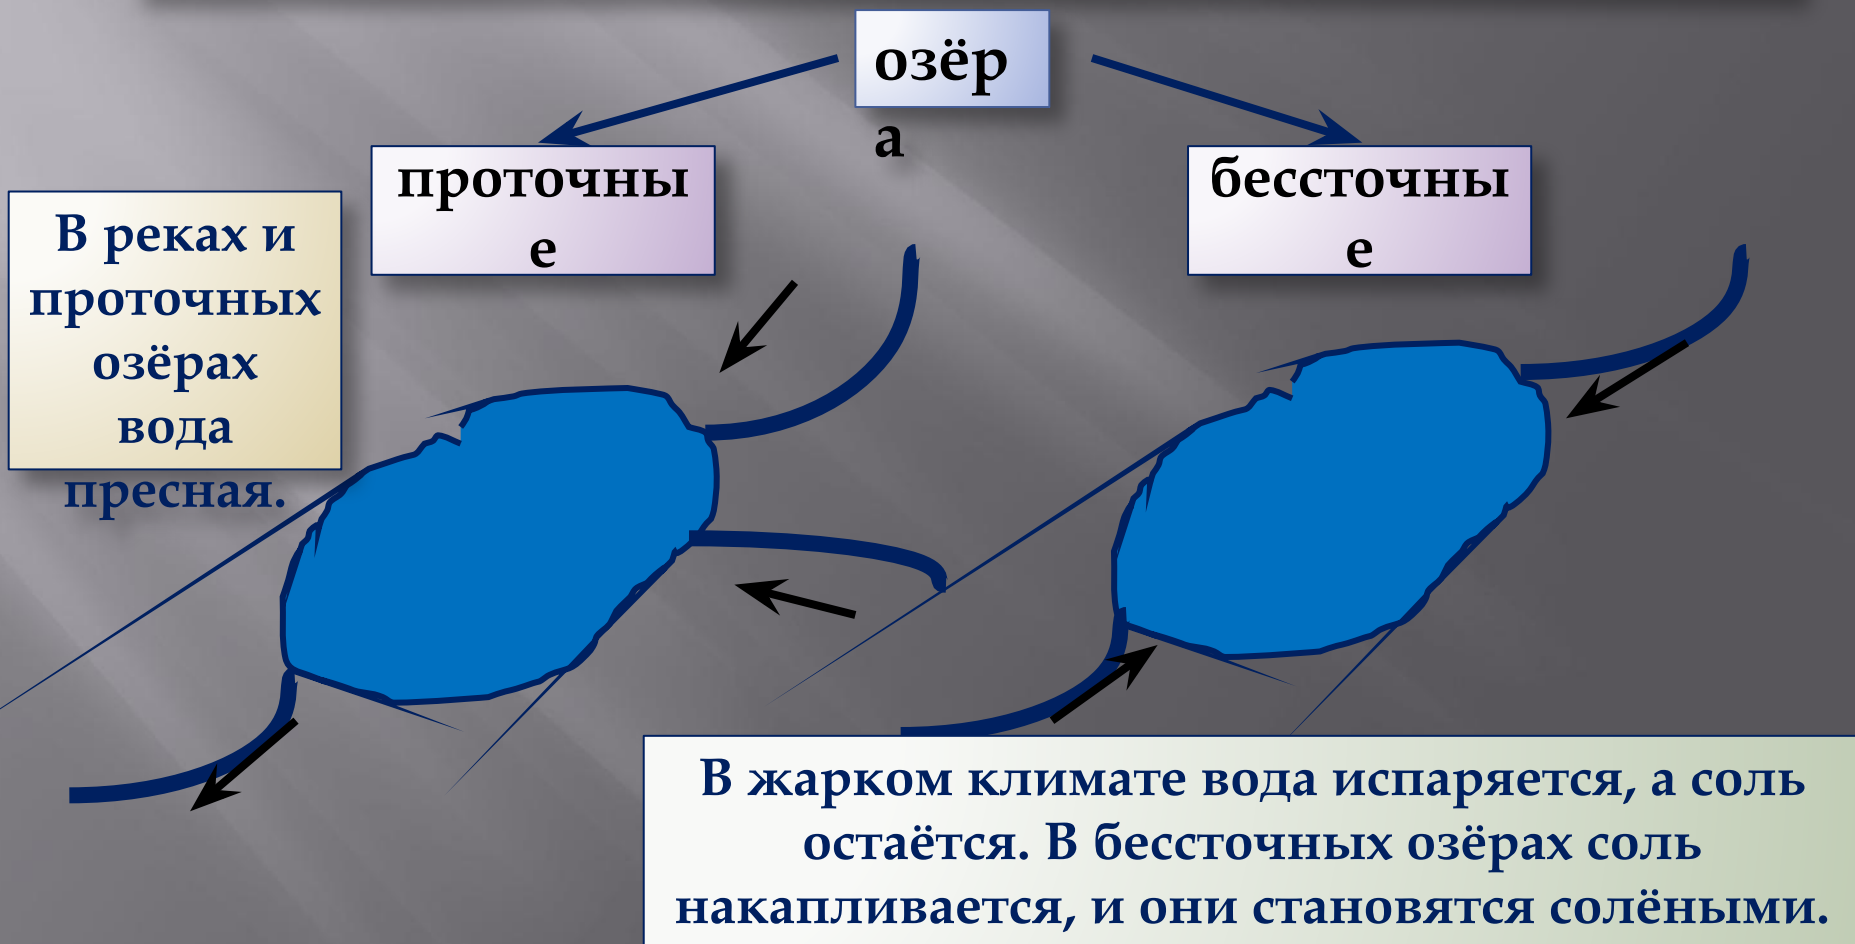 озёр
а
проточны
е
бессточны
е
В реках и
проточных
озёрах
вода
пресная.
В жарком климате вода испаряется, а соль
остаётся. В бессточных озёрах соль
накапливается, и они становятся солёными.